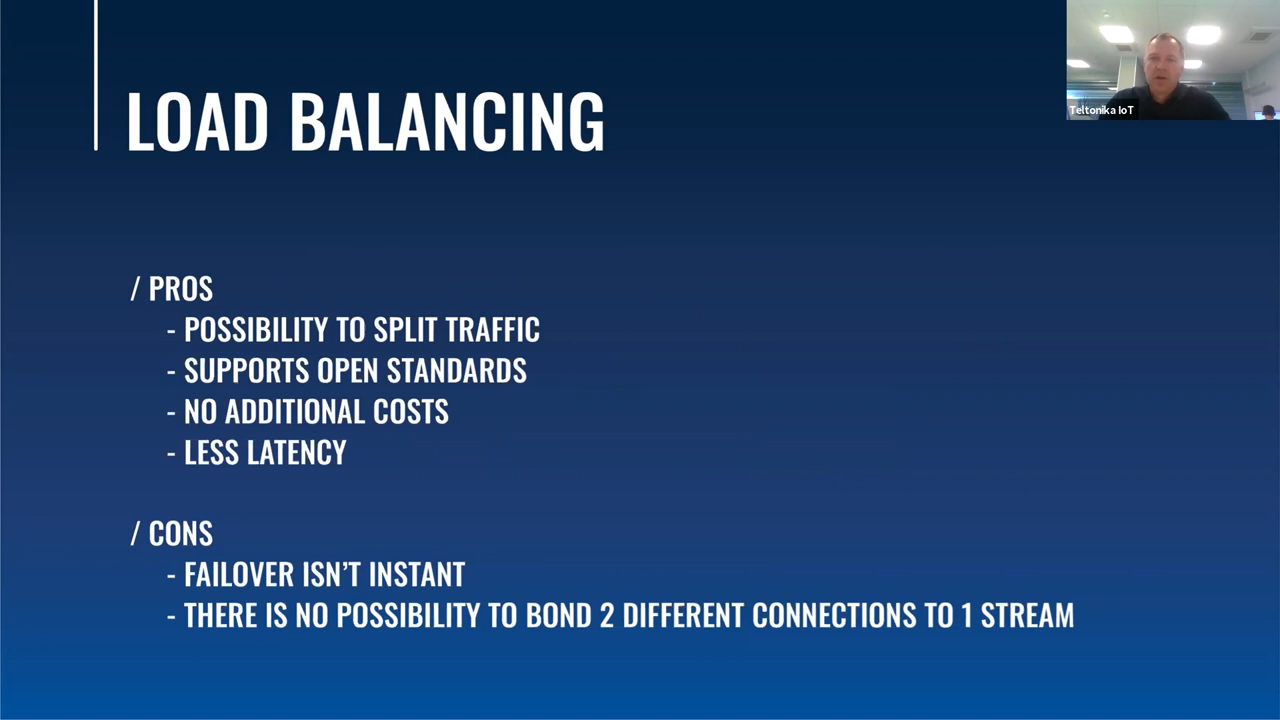 LOAD BALANCING
Teltonika IoT
/ PROS
- POSSIBILITY TO SPLIT TRAFFIC
- SUPPORTS OPEN STANDARDS
- NO ADDITIONAL COSTS
- LESS LATENCY
/ CONS
- FAILOVER ISN’T INSTANT
- THERE IS NO POSSIBILITY TO BOND 2 DIFFERENT CONNECTIONS TO 1 STREAM